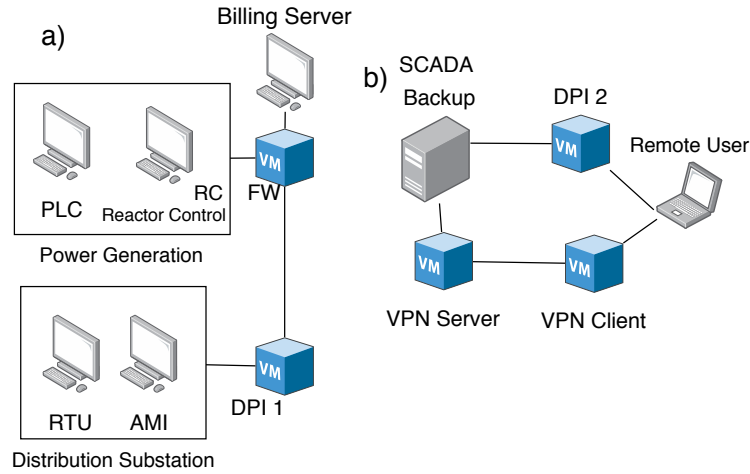 a)
Billing Server
VM
FW
PLC
RC
Reactor Control
Power Generation
VM
DPI 1
RTU
AMI
Distribution Substation
b)
SCADA
Backup
DPI 2
VM
Remote User
VM
VPN Server
VM
VPN Client